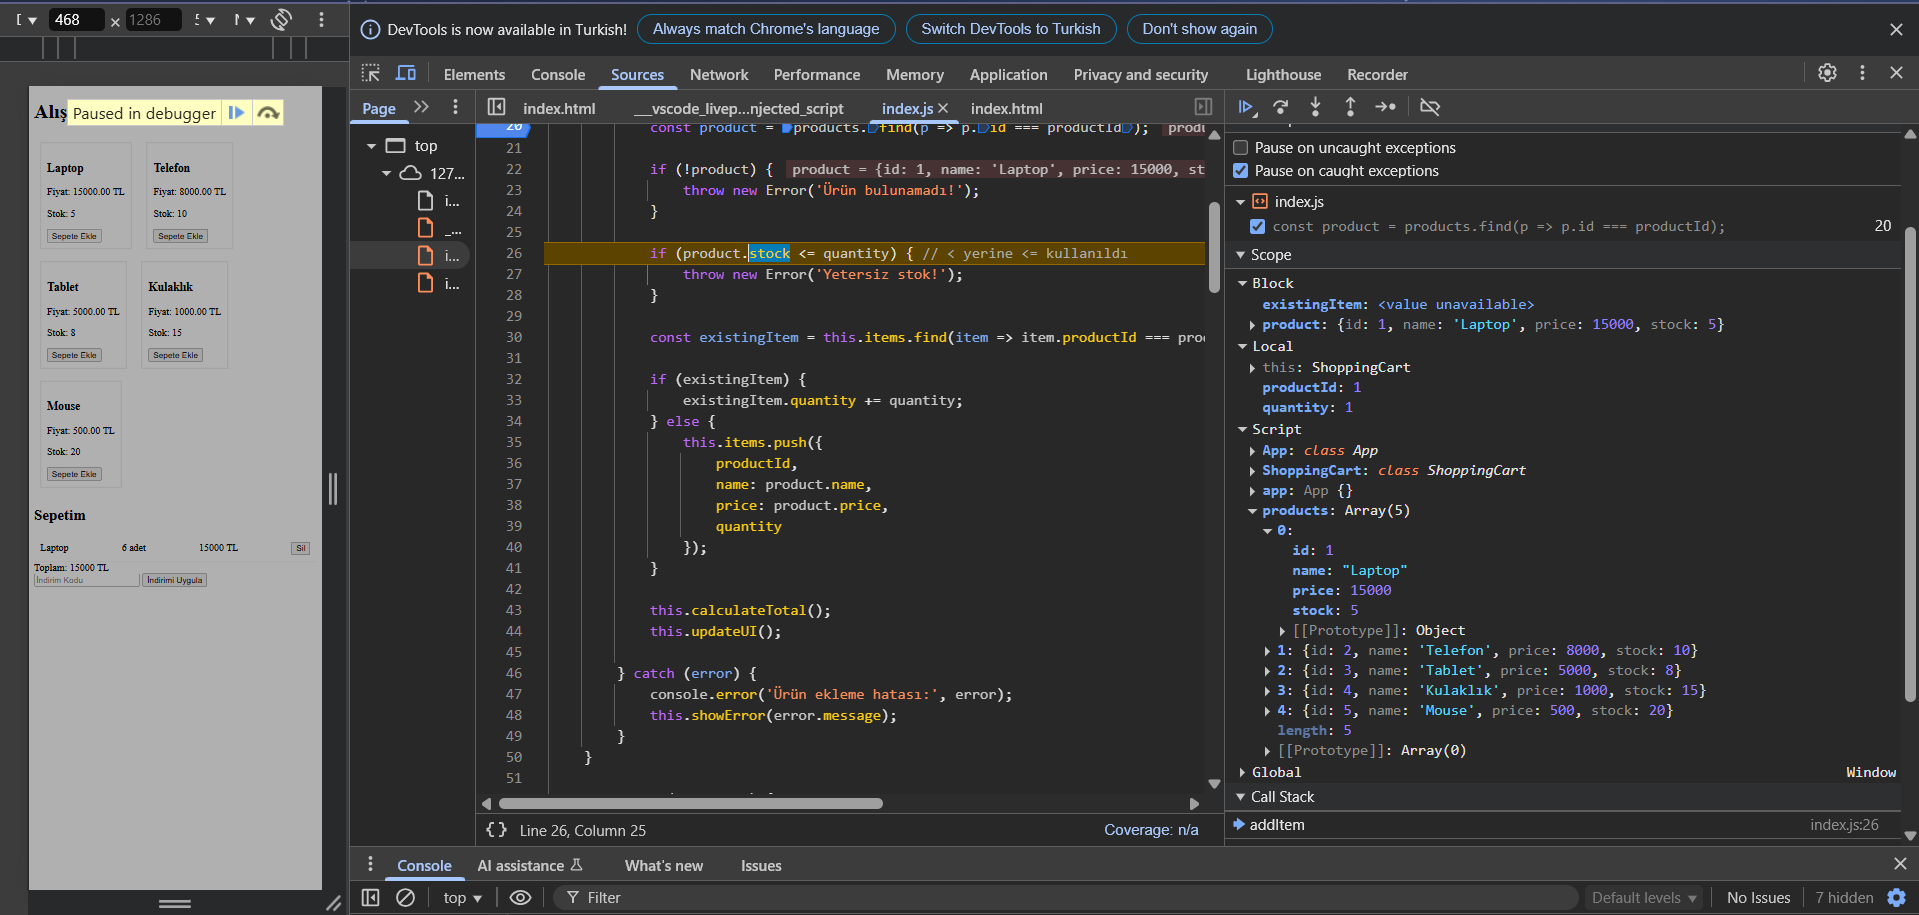 468 × 1286
DevTools is now available in Turkish! Always match Chrome's language Switch DevTools to Turkish Don't show again
Elements Console Sources Network Performance Memory Application Privacy and security Lighthouse Recorder
Page
index.html __vscode_livep...njected_script index.js index.html
top
127...
i...
_...
i...
i...
Paused in debugger
Alış
Laptop
Fiyat: 15000.00 TL
Stok: 5
Sepete Ekle
Telefon
Fiyat: 8000.00 TL
Stok: 10
Sepete Ekle
Tablet
Fiyat: 5000.00 TL
Stok: 8
Sepete Ekle
Kulaklık
Fiyat: 1000.00 TL
Stok: 15
Sepete Ekle
Mouse
Fiyat: 500.00 TL
Stok: 20
Sepete Ekle
Sepetim
Laptop 6 adet 15000 TL Sil
Toplam: 15000 TL
İndirim Kodu İndirimi Uygula
20 const product = products.find(p => p.id === productId);
21
22 if (!product) { product = {id: 1, name: 'Laptop', price: 15000, st
23 throw new Error('Ürün bulunamadı!');
24 }
25
26 if (product.stock <= quantity) { // < yerine <= kullanıldı
27 throw new Error('Yetersiz stok!');
28 }
29
30 const existingItem = this.items.find(item => item.productId === pro
31
32 if (existingItem) {
33 existingItem.quantity += quantity;
34 } else {
35 this.items.push({
36 productId,
37 name: product.name,
38 price: product.price,
39 quantity
40 });
41 }
42
43 this.calculateTotal();
44 this.updateUI();
45
46 } catch (error) {
47 console.error('Ürün ekleme hatası:', error);
48 this.showError(error.message);
49 }
50 }
51
{} Line 26, Column 25 Coverage: n/a
Pause on uncaught exceptions
Pause on caught exceptions
index.js
const product = products.find(p => p.id === productId); 20
Scope
Block
existingItem: <value unavailable>
product: {id: 1, name: 'Laptop', price: 15000, stock: 5}
Local
this: ShoppingCart
productId: 1
quantity: 1
Script
App: class App
ShoppingCart: class ShoppingCart
app: App {}
products: Array(5)
0:
id: 1
name: "Laptop"
price: 15000
stock: 5
[[Prototype]]: Object
1: {id: 2, name: 'Telefon', price: 8000, stock: 10}
2: {id: 3, name: 'Tablet', price: 5000, stock: 8}
3: {id: 4, name: 'Kulaklık', price: 1000, stock: 15}
4: {id: 5, name: 'Mouse', price: 500, stock: 20}
length: 5
[[Prototype]]: Array(0)
Global Window
Call Stack
addItem index.js:26
Console AI assistance What's new Issues
top Filter Default levels No Issues 7 hidden